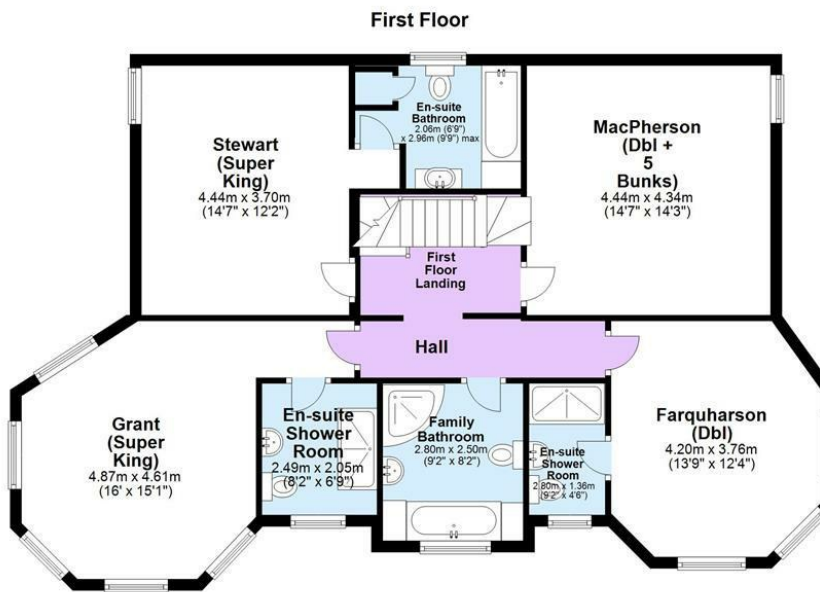 First Floor
Stewart
(Super
King)
4.44m x 3.70m
(14'7" x 12'2")
En-suite
Bathroom
2.06m (6'9")
x 2.96m (9'9") max
MacPherson
(Dbl +
5
Bunks)
4.44m x 4.34m
(14'7" x 14'3")
First
Floor
Landing
Hall
Grant
(Super
King)
4.87m x 4.61m
(16' x 15'1")
En-suite
Shower
Room
2.49m x 2.05m
(8'2" x 6'9")
Family
Bathroom
2.80m x 2.50m
(9'2" x 8'2")
En-suite
Shower
Room
2.80m x 1.36m
(9'2" x 4'6")
Farquharson
(Dbl)
4.20m x 3.76m
(13'9" x 12'4")